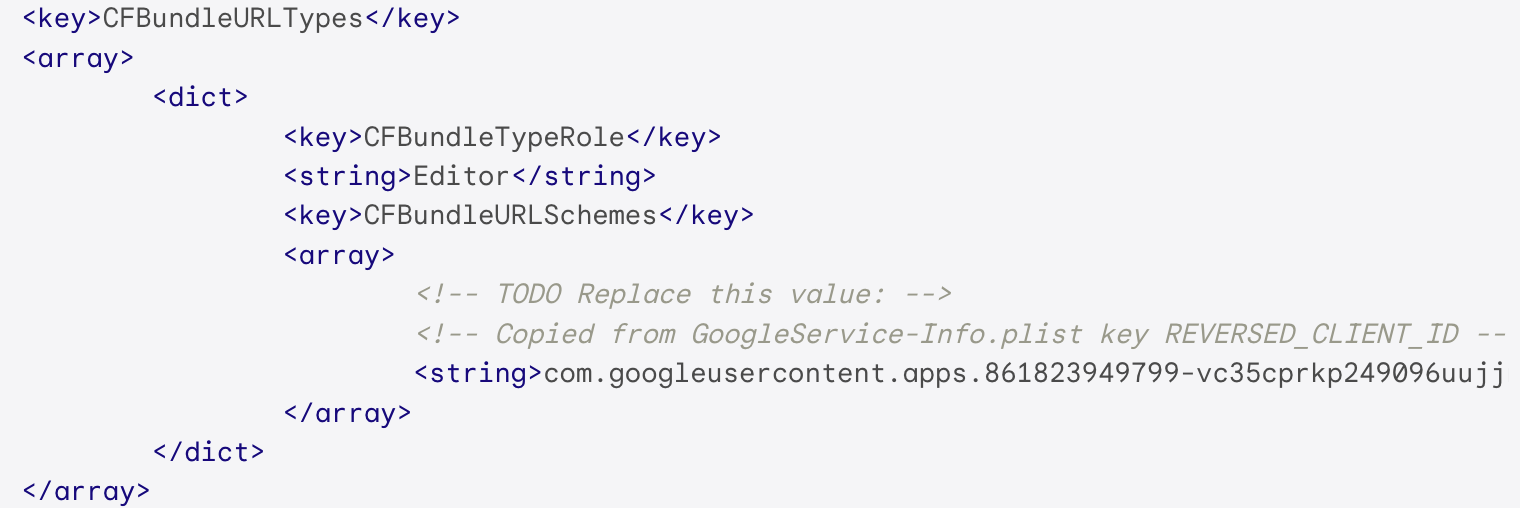 <key>CFBundleURLTypes</key>
<array>
<dict>
<key>CFBundleTypeRole</key>
<string>Editor</string>
<key>CFBundleURLSchemes</key>
<array>
<!-- TODO Replace this value: -->
<!-- Copied from GoogleService-Info.plist key REVERSED_CLIENT_ID --
<string>com.googleusercontent.apps.861823949799-vc35cprkp249096uujj
</array>
</dict>
</array>